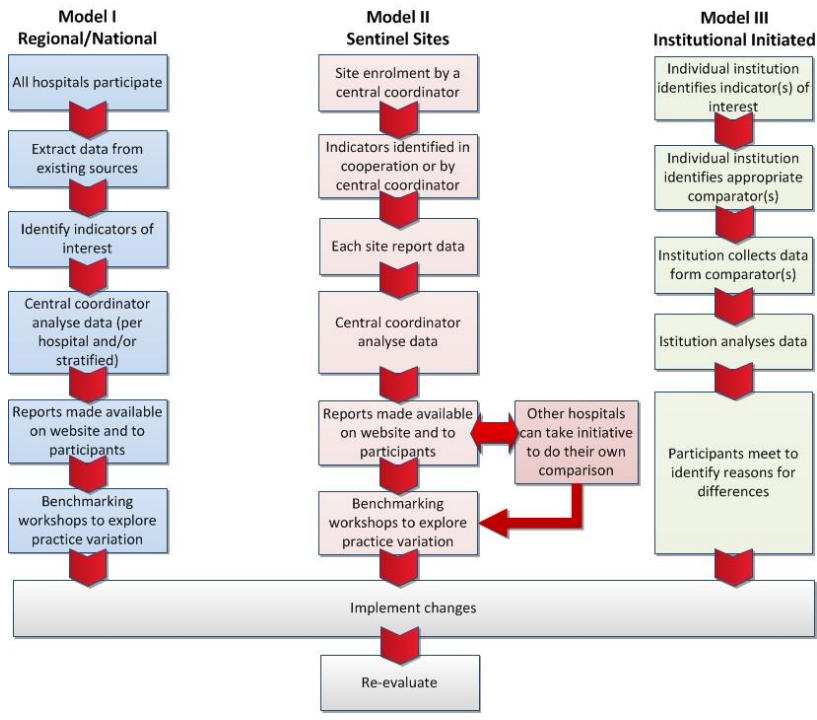 Model I
Regional/National
All hospitals participate
Extract data from
existing sources
Identify indicators of
interest
Central coordinator
analyse data (per
hospital and/or
stratified)
Reports made available
on website and to
participants
Benchmarking
workshops to explore
practice variation
Model II
Sentinel Sites
Site enrolment by a
central coordinator
Indicators identified in
cooperation or by
central coordinator
Each site report data
Central coordinator
analyse data
Reports made available
on website and to
participants
Other hospitals
can take initiative
to do their own
comparison
Benchmarking
workshops to explore
practice variation
Model III
Institutional Initiated
Individual institution
identifies indicator(s) of
interest
Individual institution
identifies appropriate
comparator(s)
Institution collects data
form comparator(s)
Istitution analyses data
Participants meet to
identify reasons for
differences
Implement changes
Re-evaluate